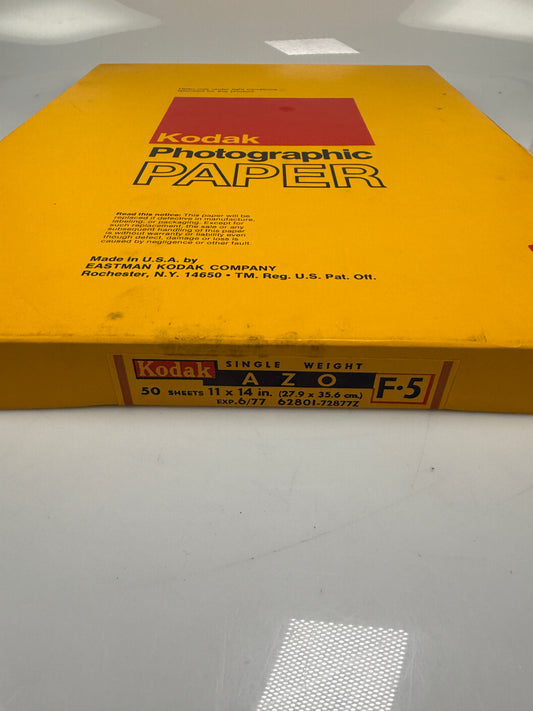 Kodak
Photographic
PAPER
Read this notice: This paper will be
replaced if defective in manufacture,
labeling, or packaging. Except for
such replacement, the sale or any
subsequent handling of this paper
is without warranty or liability even
though defect, damage or loss is
caused by negligence or other fault.
Made in U.S.A. by
EASTMAN KODAK COMPANY
Rochester, N.Y. 14650 • TM. Reg. U.S. Pat. Off.
Kodak SINGLE WEIGHT
AZO
50 SHEETS 11 x 14 in. (27.9 x 35.6 cm.) F•5
EXP. 6/77 62801-72877Z